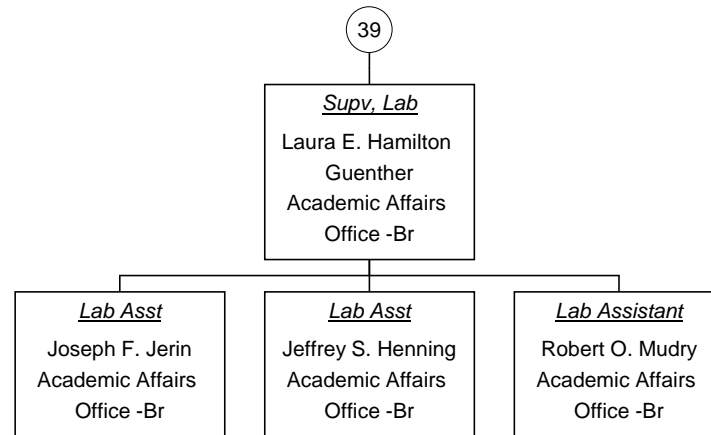 39
Supv, Lab
Laura E. Hamilton
Guenther
Academic Affairs
Office -Br
Lab Asst
Joseph F. Jerin
Academic Affairs
Office -Br
Lab Asst
Jeffrey S. Henning
Academic Affairs
Office -Br
Lab Assistant
Robert O. Mudry
Academic Affairs
Office -Br